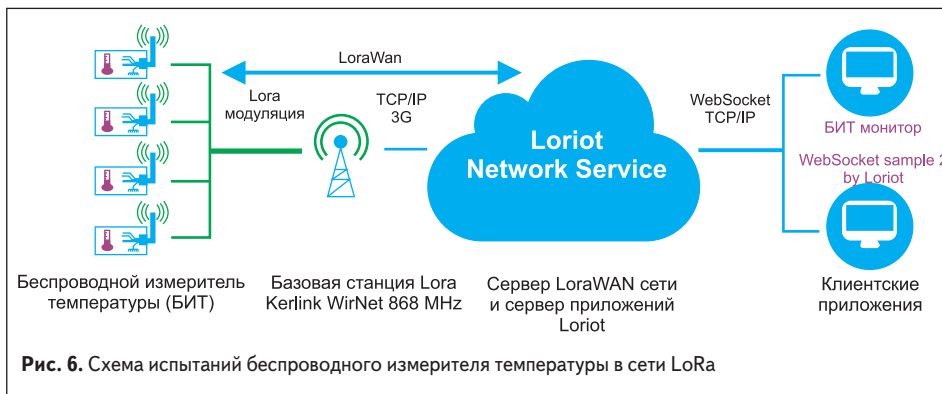 LoraWan
Lora
модуляция
TCP/IP
3G
Loriot
Network Service
WebSocket
TCP/IP
БИТ монитор
WebSocket sample 2
by Loriot
Беспроводной измеритель
температуры (БИТ)
Базовая станция Lora
Kerlink WirNet 868 MHz
Сервер LoraWAN сети
и сервер приложений
Loriot
Клиентские
приложения
Рис. 6. Схема испытаний беспроводного измерителя температуры в сети LoRa